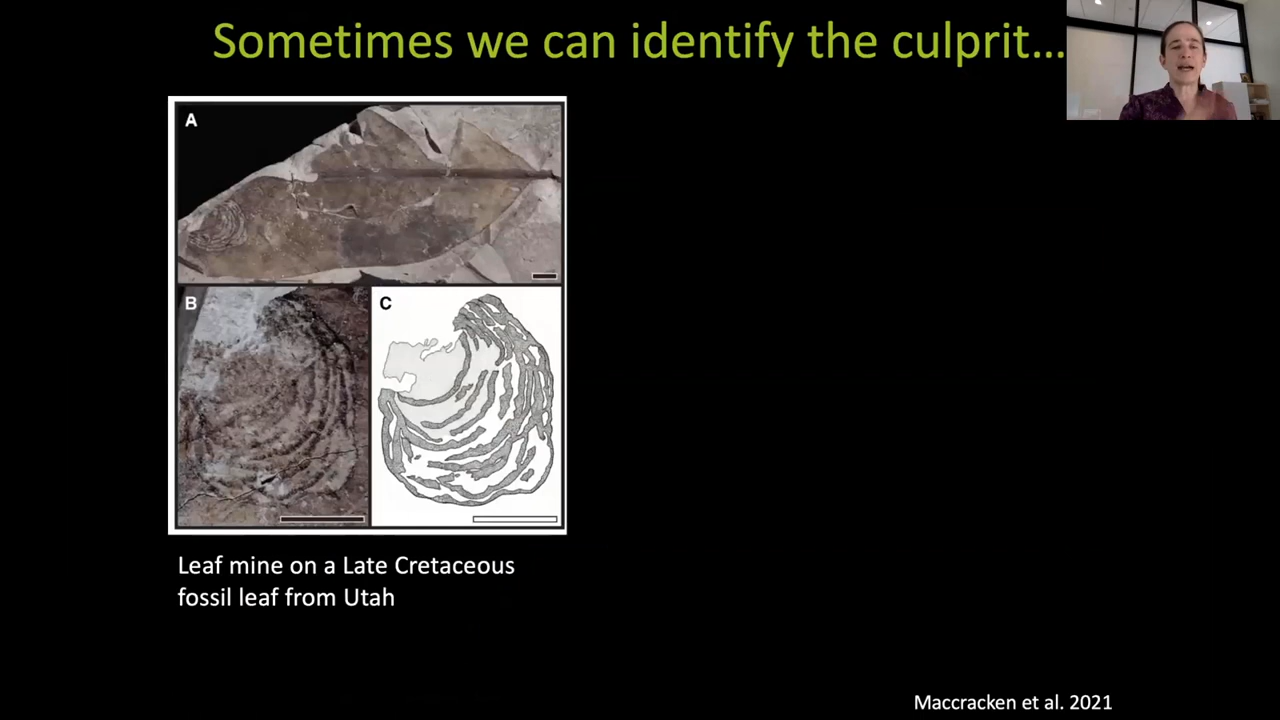 Sometimes we can identify the culprit...
A
B
C
Leaf mine on a Late Cretaceous
fossil leaf from Utah
Maccracken et al. 2021